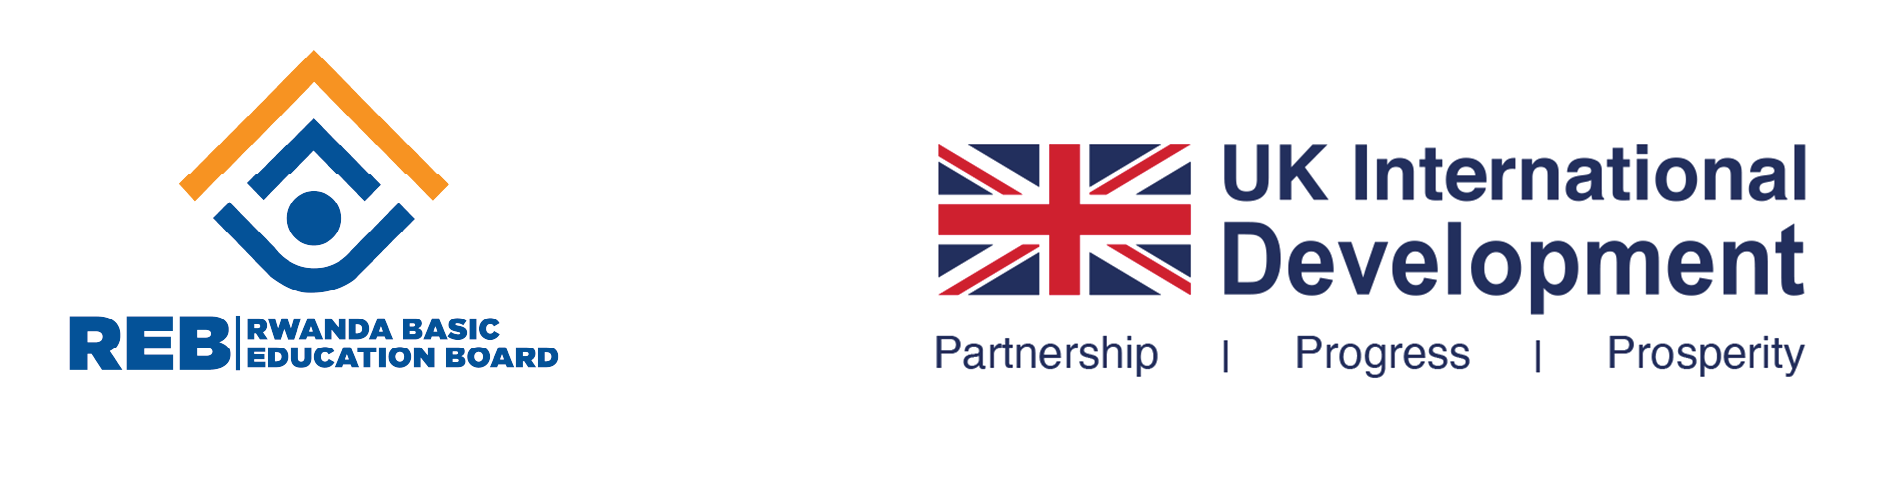 REB
RWANDA BASIC
EDUCATION BOARD
UK International
Development
Partnership | Progress | Prosperity